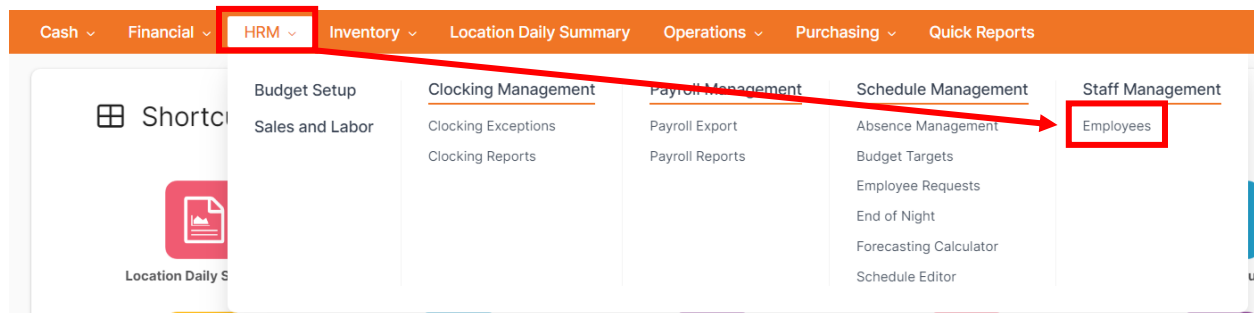 Cash Financial HRM Inventory Location Daily Summary Operations Purchasing Quick Reports
Shortcu
Budget Setup
Sales and Labor
Clocking Management
Clocking Exceptions
Clocking Reports
Payroll Management
Payroll Export
Payroll Reports
Schedule Management
Absence Management
Budget Targets
Employee Requests
End of Night
Forecasting Calculator
Schedule Editor
Staff Management
Employees
Location Daily S